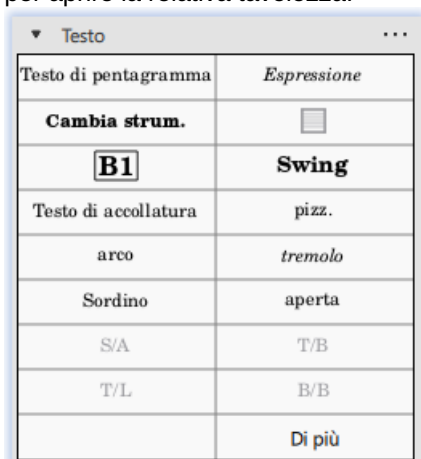 per aprire la relativa tavolozza.
Testo ...
Testo di pentagramma Espressione
Cambia strum.
B1 Swing
Testo di accollatura pizz.
arco tremolo
Sordino aperta
S/A T/B
T/L B/B
Di più